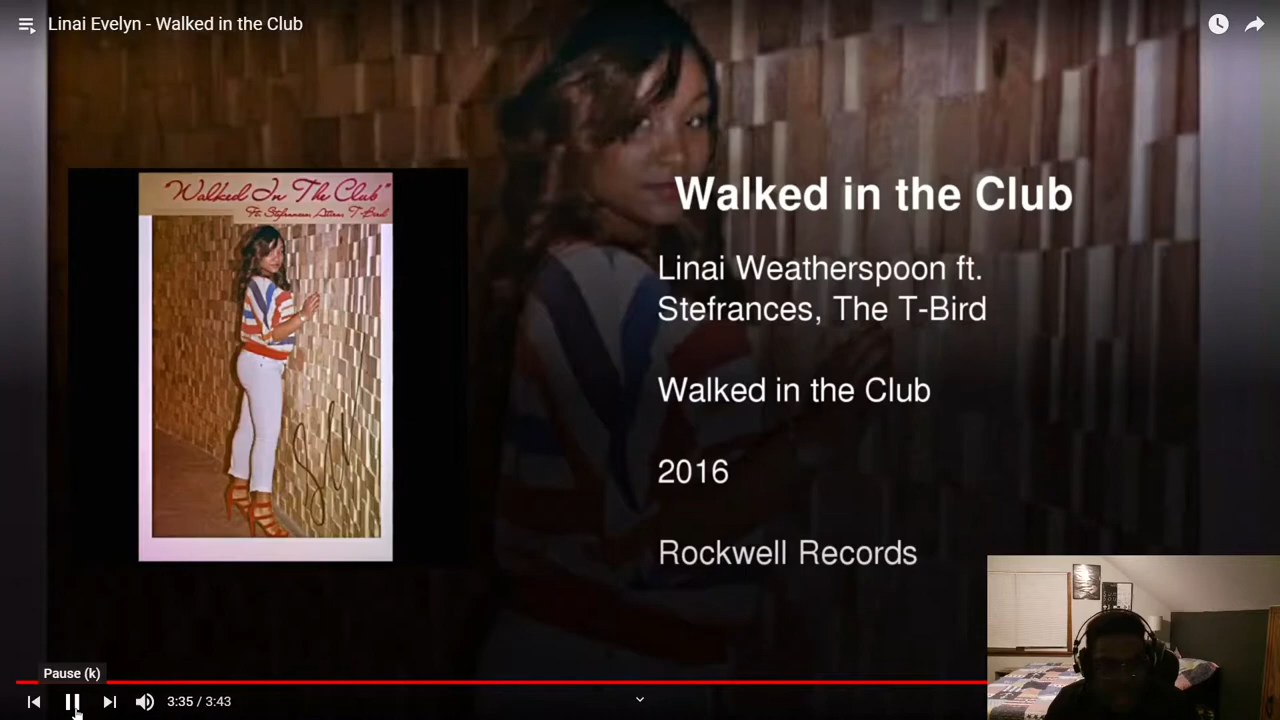 Linai Evelyn - Walked in the Club
"Walked In The Club"
Walked in the Club
Linai Weatherspoon ft.
Stefrances, The T-Bird
Walked in the Club
2016
Rockwell Records
Pause (k)
3:35 / 3:43